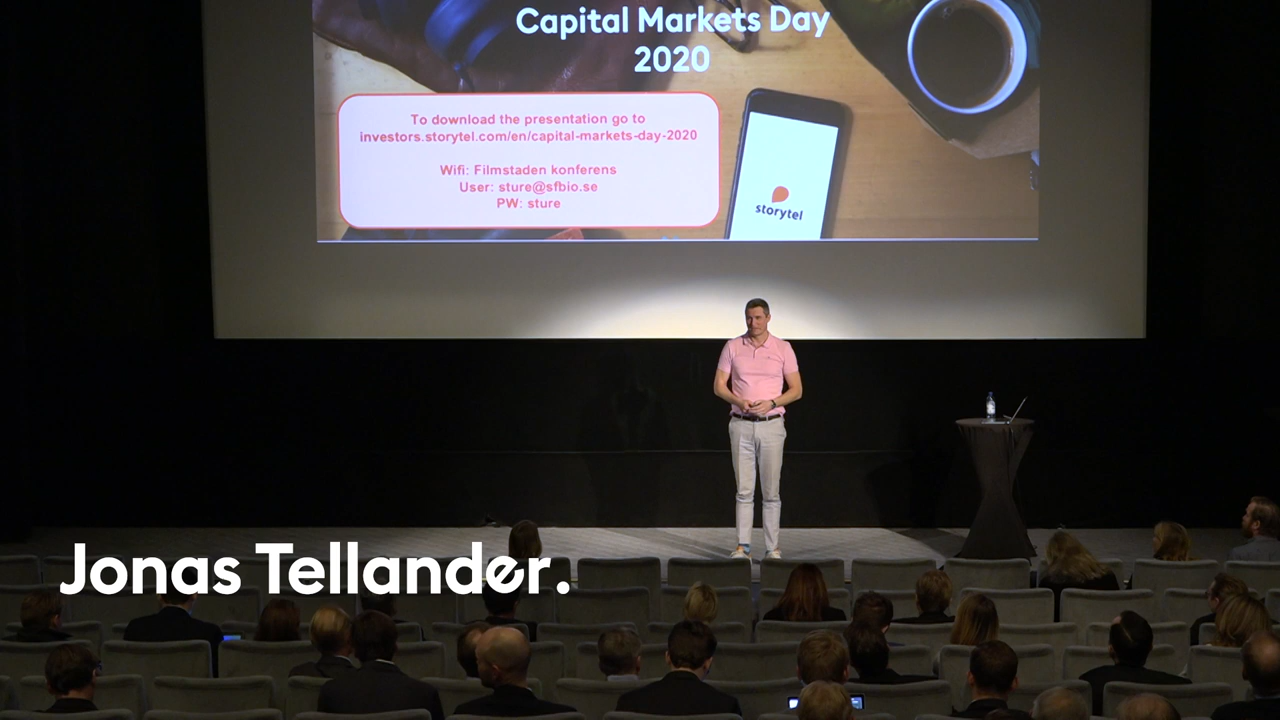 Capital Markets Day
2020
To download the presentation go to
investors.storytel.com/en/capital-markets-day-2020
Wifi: Filmstaden konferens
User: sture@sfbio.se
PW: sture
storytel
Jonas Tellander.